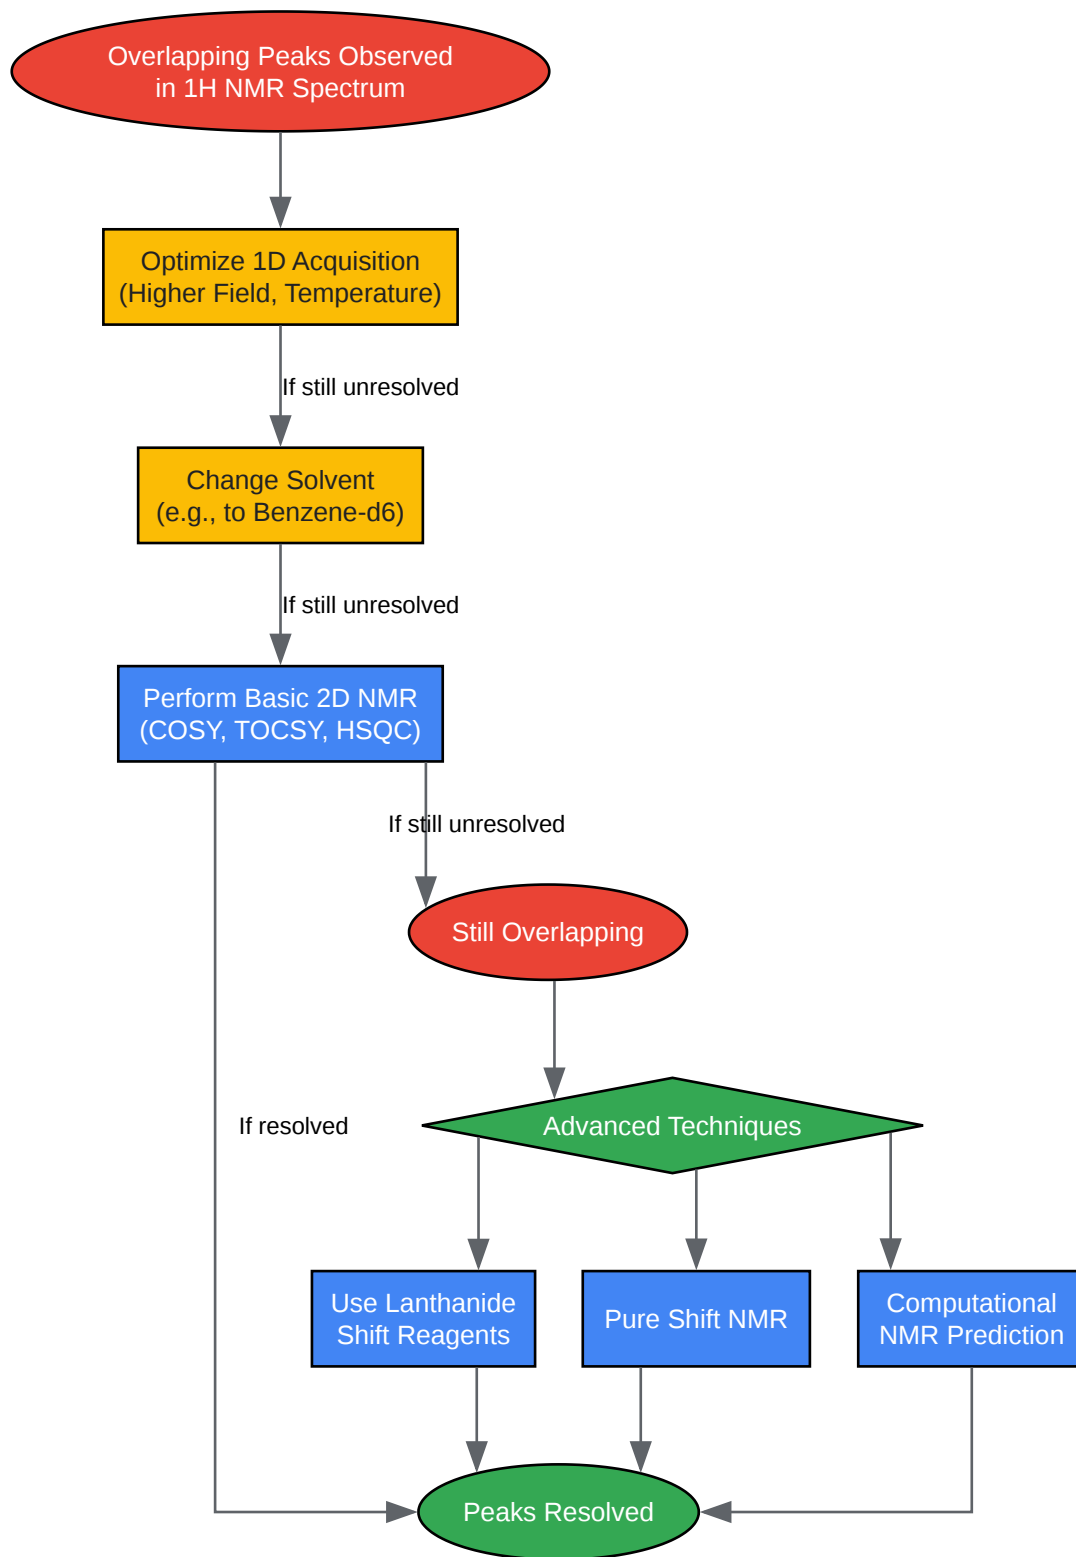 Overlapping Peaks Observed
in 1H NMR Spectrum
Optimize 1D Acquisition
(Higher Field, Temperature)
If still unresolved
Change Solvent
(e.g., to Benzene-d6)
If still unresolved
Perform Basic 2D NMR
(COSY, TOCSY, HSQC)
If still unresolved
Still Overlapping
If resolved
Advanced Techniques
Use Lanthanide
Shift Reagents
Pure Shift NMR
Computational
NMR Prediction
Peaks Resolved